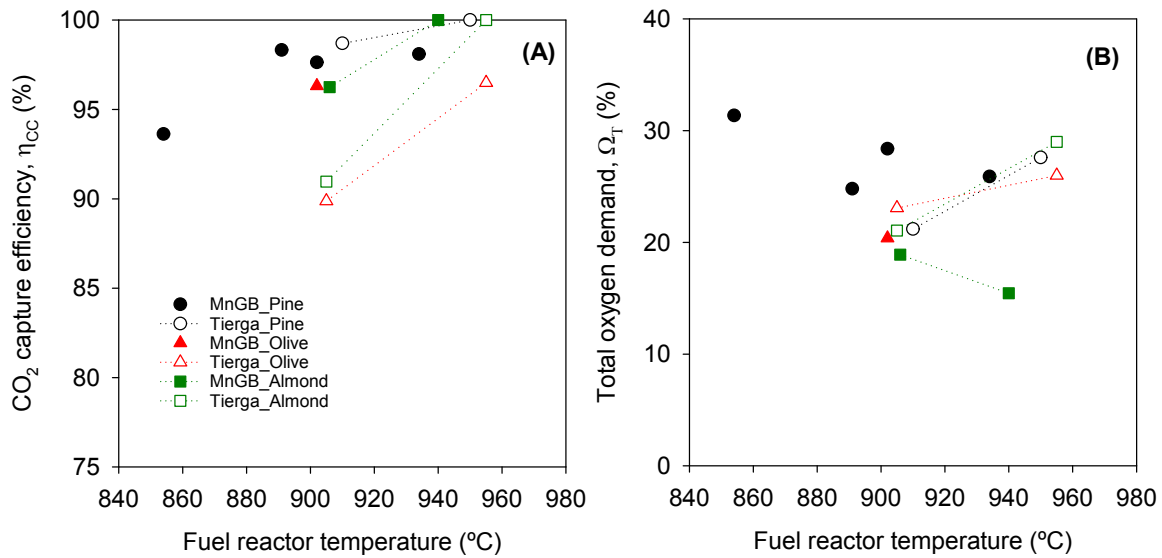 CO₂ capture efficiency, ηCC (%)
100
95
90
85
80
75
(A)
MnGB_Pine
Tierga_Pine
MnGB_Olive
Tierga_Olive
MnGB_Almond
Tierga_Almond
840 860 880 900 920 940 960 980
Fuel reactor temperature (ºC)
Total oxygen demand, ΩT (%)
40
30
20
10
0
(B)
840 860 880 900 920 940 960 980
Fuel reactor temperature (ºC)